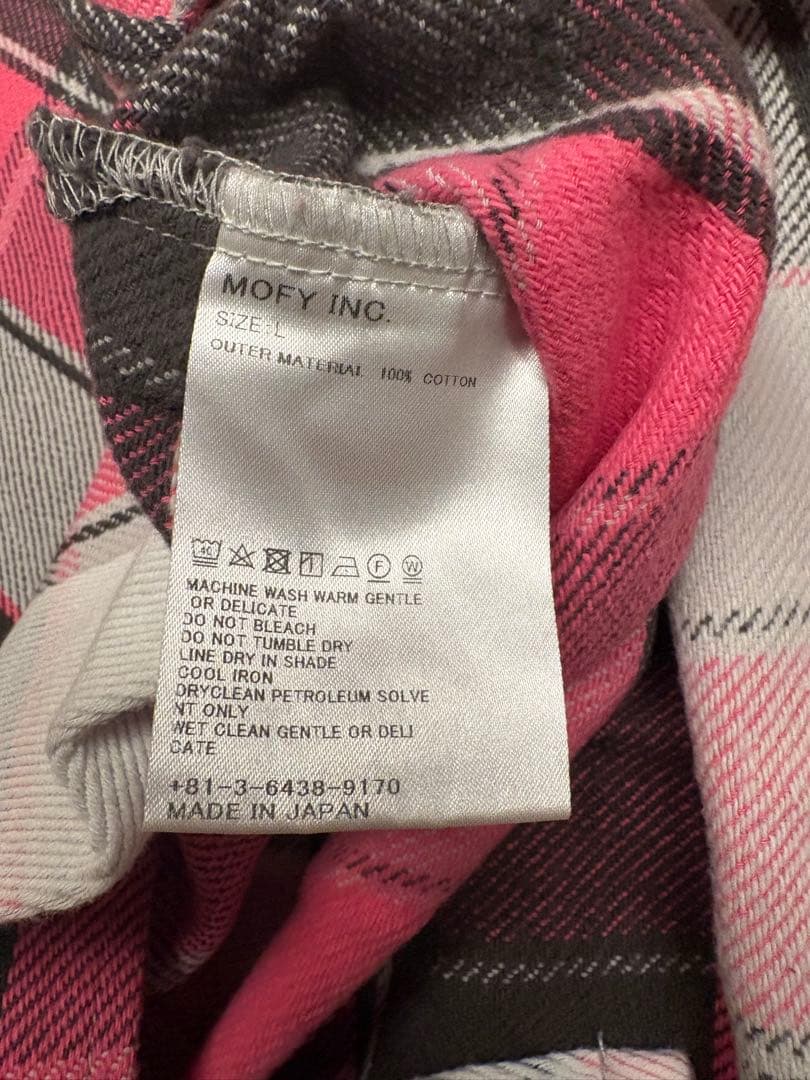 MOFY INC.
SIZE:L
OUTER MATERIAL 100% COTTON
40 F W
MACHINE WASH WARM GENTLE
OR DELICATE
DO NOT BLEACH
DO NOT TUMBLE DRY
LINE DRY IN SHADE
COOL IRON
DRYCLEAN PETROLEUM SOLVE
NT ONLY
WET CLEAN GENTLE OR DELI
CATE
+81-3-6438-9170
MADE IN JAPAN